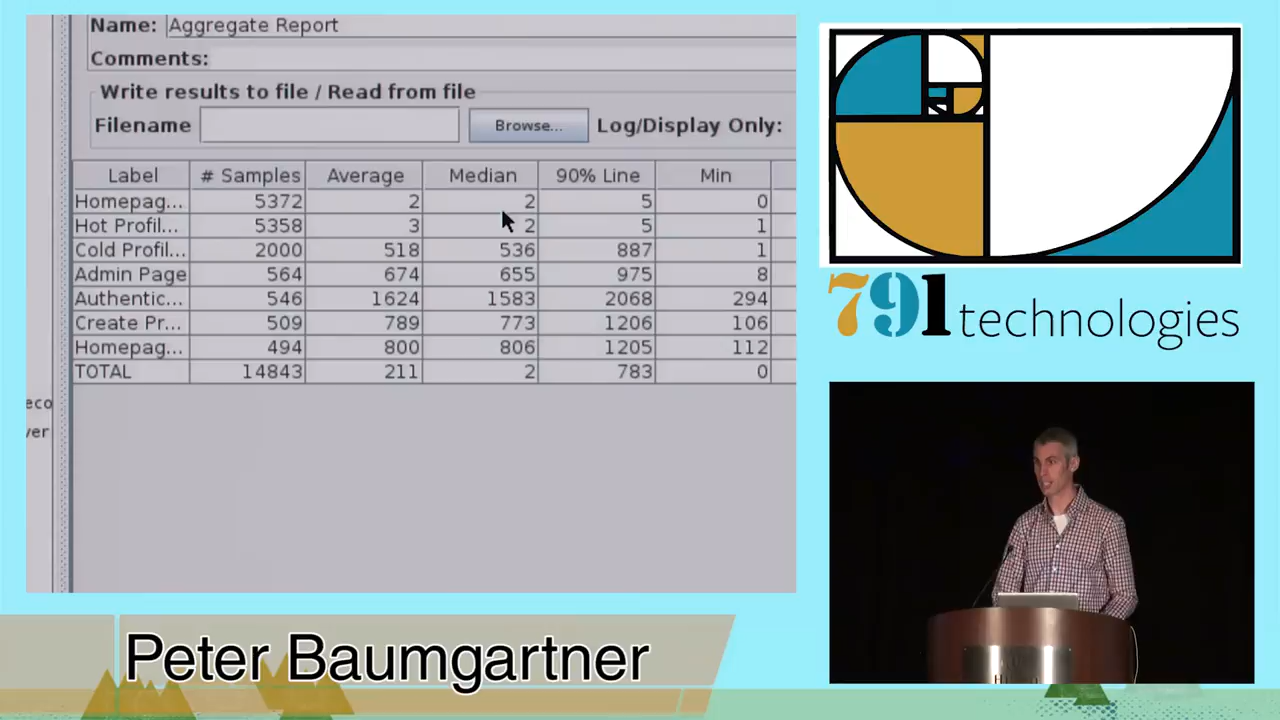 Name: Aggregate Report
Comments:
Write results to file / Read from file
Filename Browse... Log/Display Only:
Label # Samples Average Median 90% Line Min
Homepag... 5372 2 2 5 0
Hot Profil... 5358 3 2 5 1
Cold Profil... 2000 518 536 887 1
Admin Page 564 674 655 975 8
Authentic... 546 1624 1583 2068 294
Create Pr... 509 789 773 1206 106
Homepag... 494 800 806 1205 112
TOTAL 14843 211 2 783 0
eco
ver
791 technologies
Peter Baumgartner